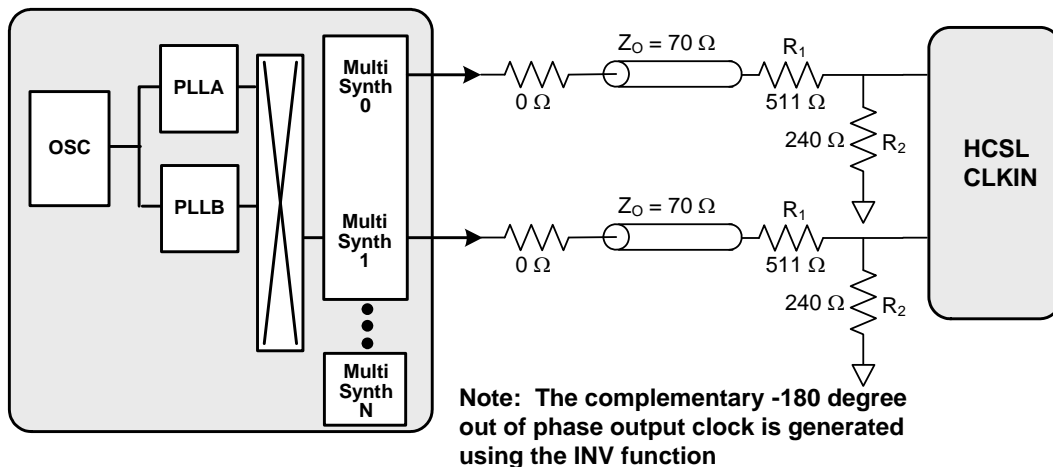 OSC
PLLA
PLLB
Multi
Synth
0
Multi
Synth
1
Multi
Synth
N
0 Ω
Z_O = 70 Ω
R₁
511 Ω
240 Ω
R₂
0 Ω
Z_O = 70 Ω
R₁
511 Ω
240 Ω
R₂
HCSL
CLKIN
Note: The complementary -180 degree
out of phase output clock is generated
using the INV function